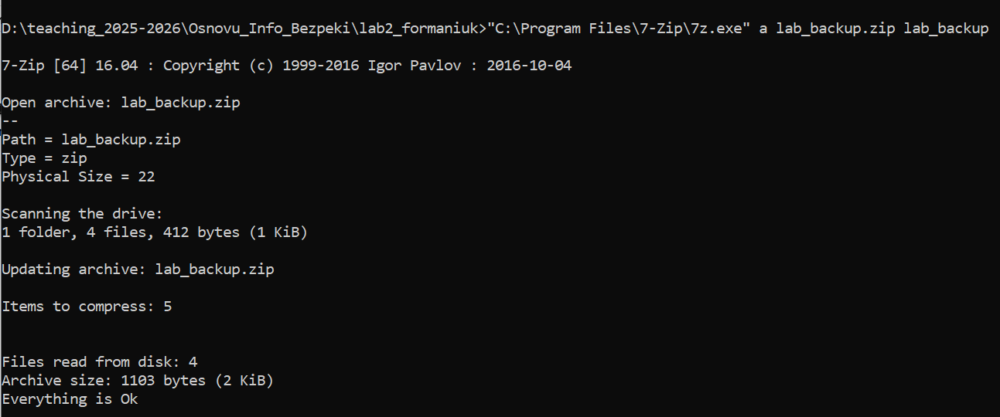 D:\teaching_2025-2026\Osnovu_Info_Bezpeki\lab2_formaniuk>"C:\Program Files\7-Zip\7z.exe" a lab_backup.zip lab_backup
7-Zip [64] 16.04 : Copyright (c) 1999-2016 Igor Pavlov : 2016-10-04
Open archive: lab_backup.zip
--
Path = lab_backup.zip
Type = zip
Physical Size = 22
Scanning the drive:
1 folder, 4 files, 412 bytes (1 KiB)
Updating archive: lab_backup.zip
Items to compress: 5
Files read from disk: 4
Archive size: 1103 bytes (2 KiB)
Everything is Ok